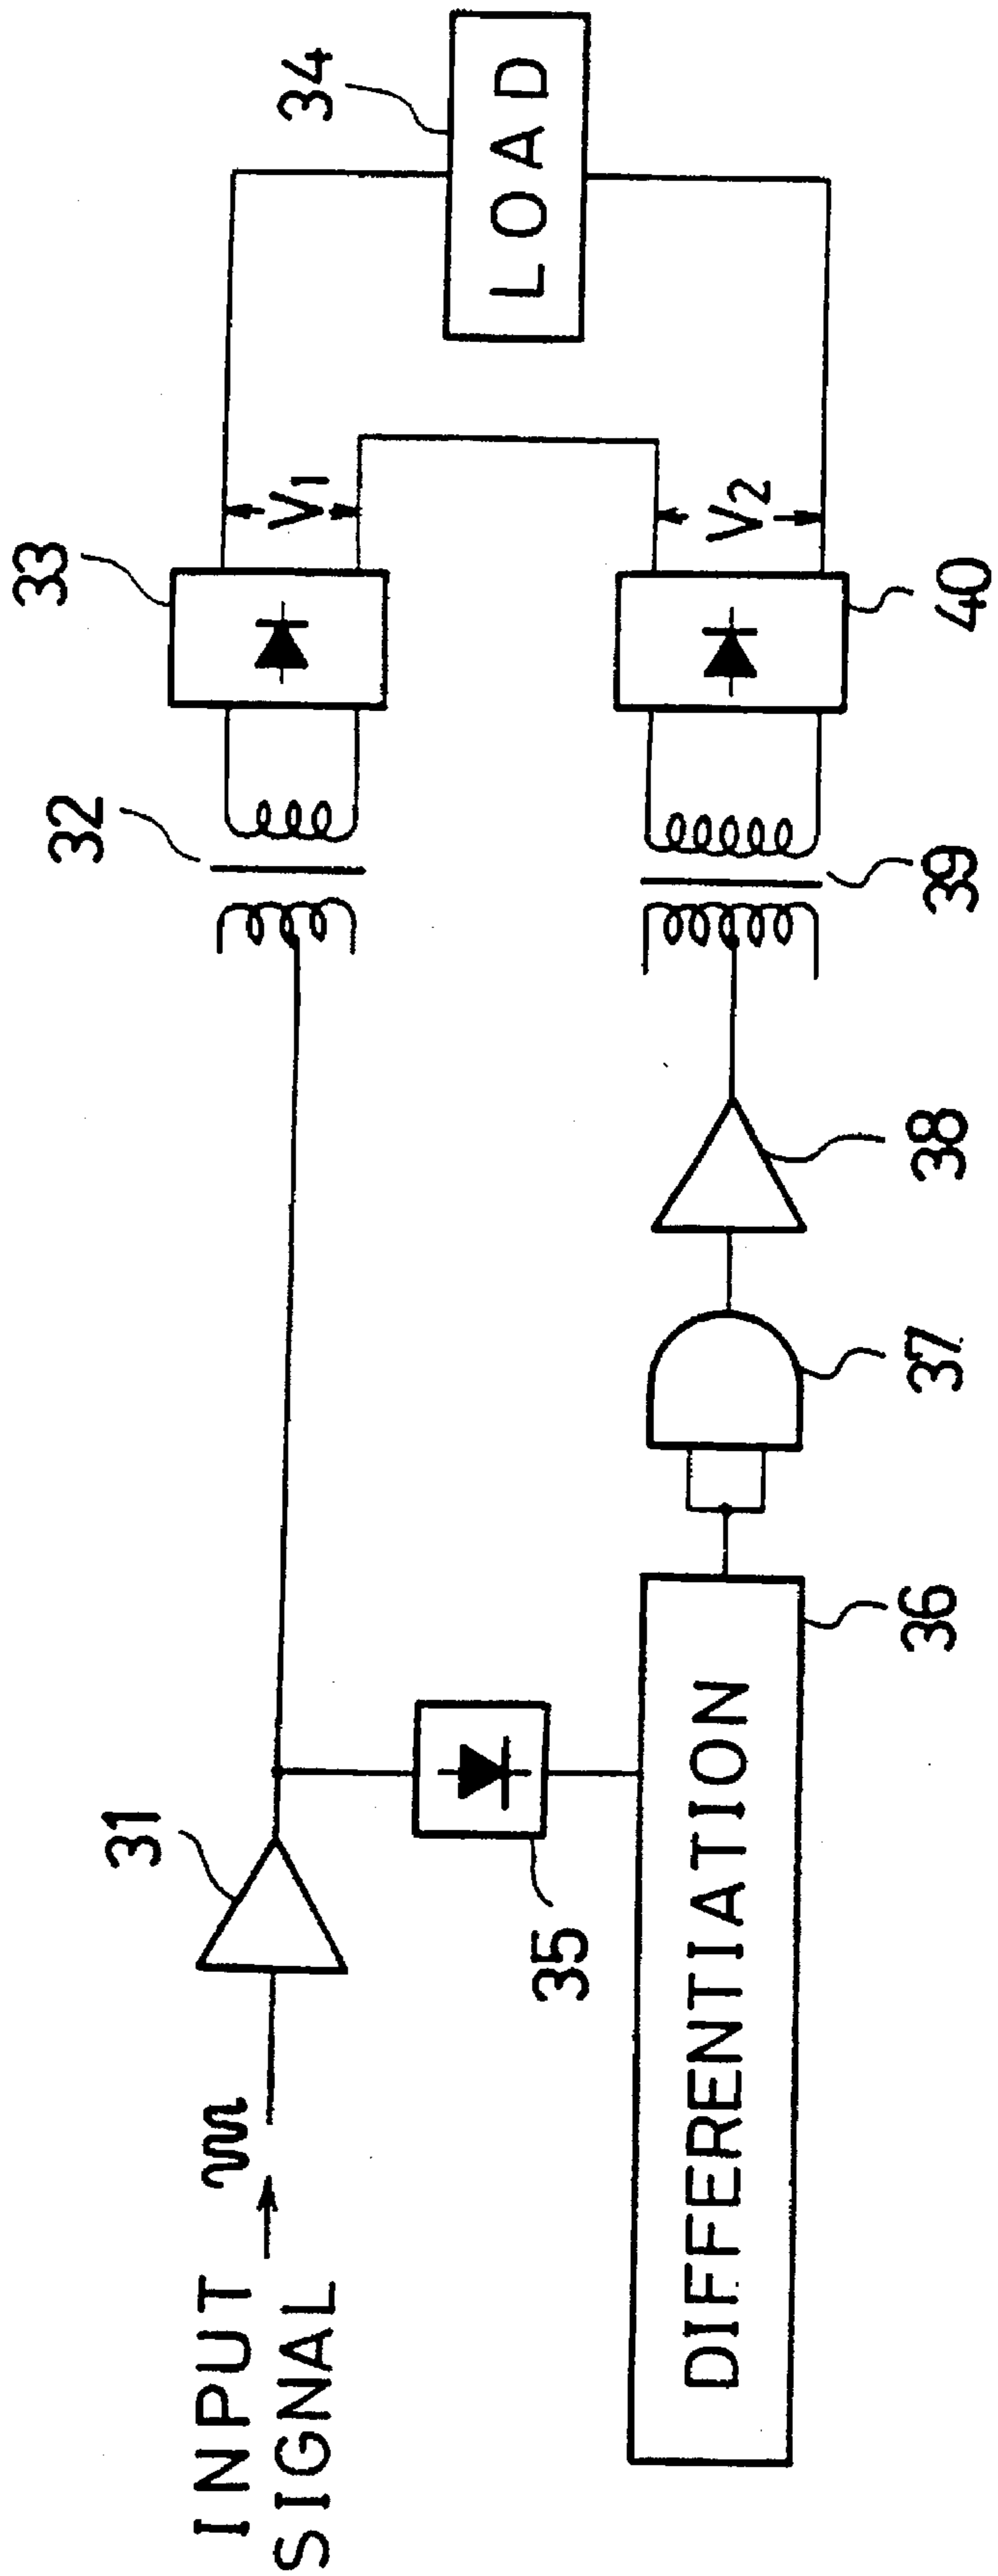 INPUT
SIGNAL
31
32
33
V1
34
LOAD
35
DIFFERENTIATION
36
37
38
39
40
V2